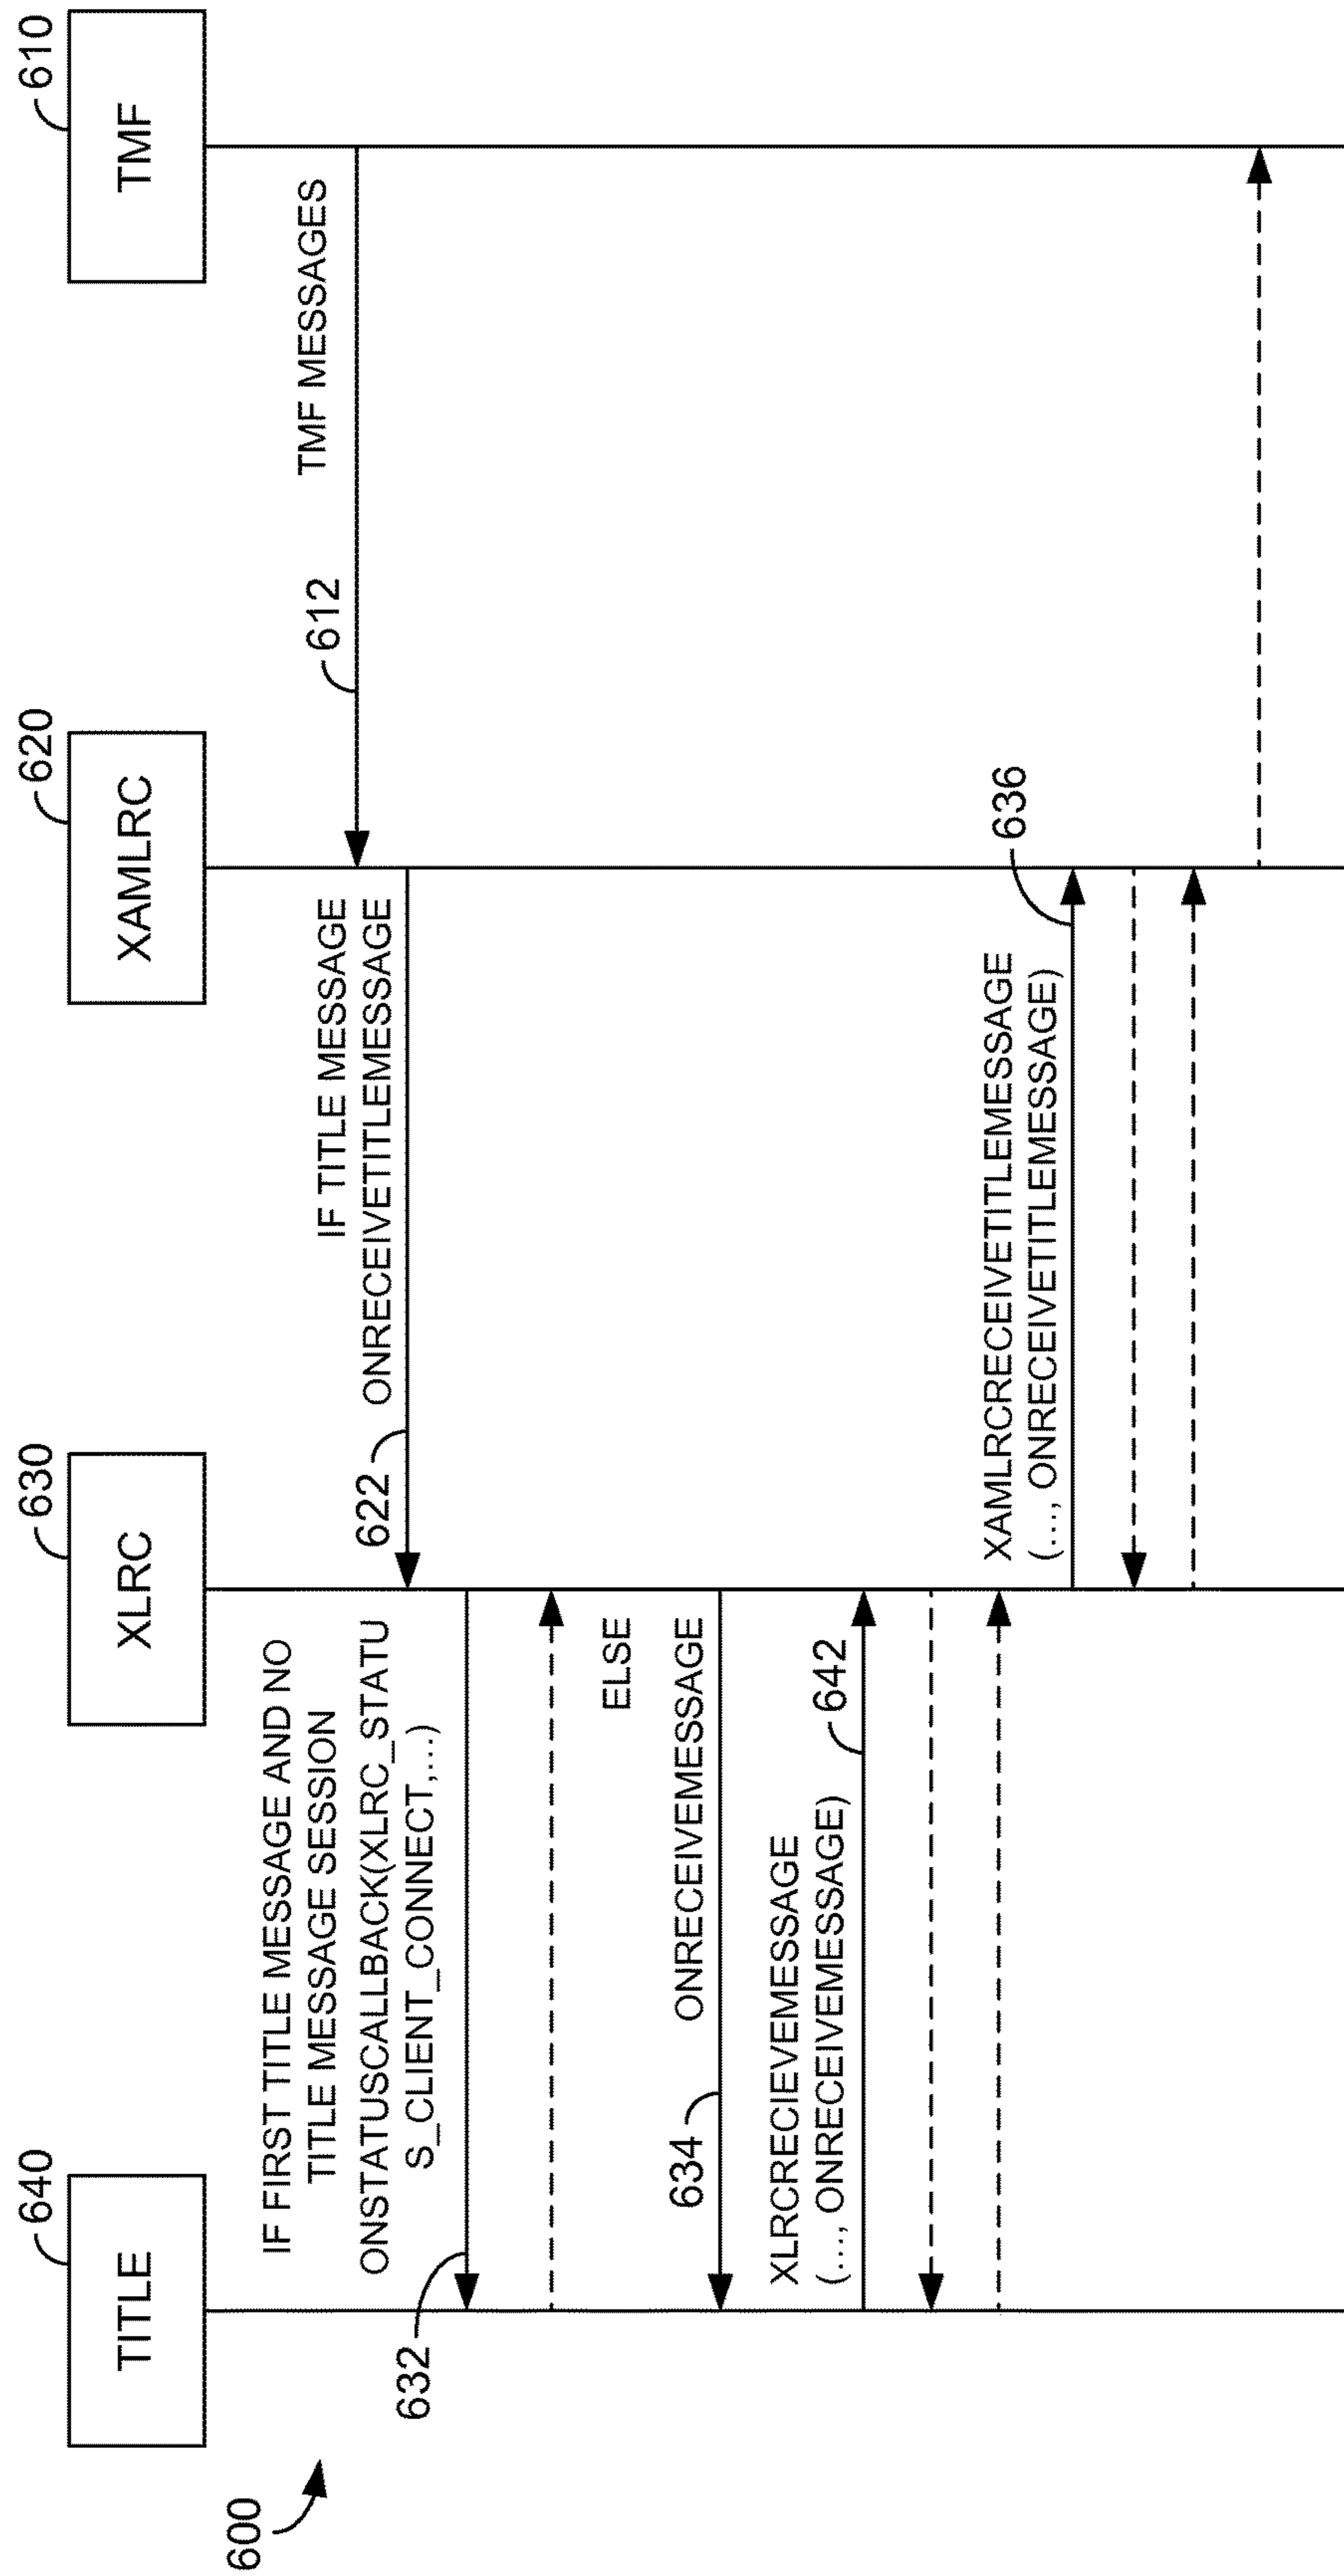 600
TITLE
640
XLRC
630
XAMLRC
620
TMF
610
TMF MESSAGES
612
IF TITLE MESSAGE
ONRECEIVETITLEMESSAGE
622
IF FIRST TITLE MESSAGE AND NO
TITLE MESSAGE SESSION
ONSTATUSCALLBACK(XLRC_STATU
S_CLIENT_CONNECT,...)
632
ELSE
ONRECEIVEMESSAGE
634
XLRCRECIEVEMESSAGE
(..., ONRECEIVEMESSAGE)
642
XAMLRCRECEIVETITLEMESSAGE
(..., ONRECEIVETITLEMESSAGE)
636